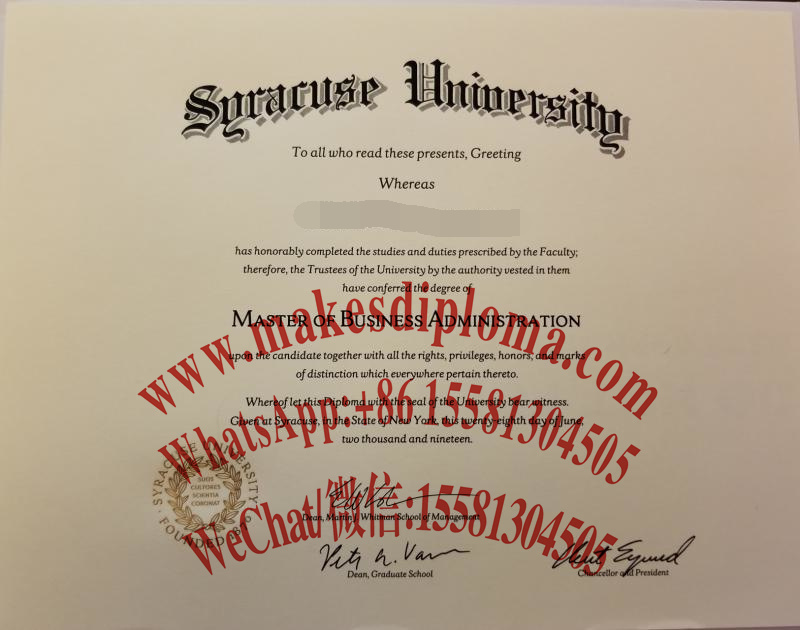 Syracuse University
To all who read these presents, Greeting
Whereas
has honorably completed the studies and duties prescribed by the Faculty;
therefore, the Trustees of the University by the authority vested in them
have conferred the degree of
Master of Business Administration
www.makesdiploma.com
upon the candidate together with all the rights, privileges, honors, and marks
of distinction which everywhere pertain thereto.
Whereof let this Diploma with the seal of the University bear witness.
WhatsApp:+86 15581304505
Given at Syracuse, in the State of New York, this twenty-eighth day of June,
two thousand and nineteen.
SYRACUSE UNIVERSITY
SUOS
CULTORES
SCIENTIA
CORONAT
FOUNDED 1870
WeChat/微信:15581304505
Dean, Martin J. Whitman School of Management
Dean, Graduate School
Chancellor and President